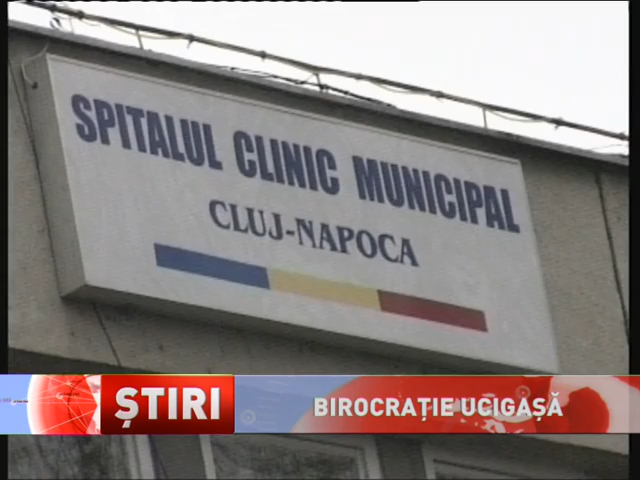 SPITALUL CLINIC MUNICIPAL
CLUJ-NAPOCA
ȘTIRI
BIROCRAȚIE UCIGAȘĂ